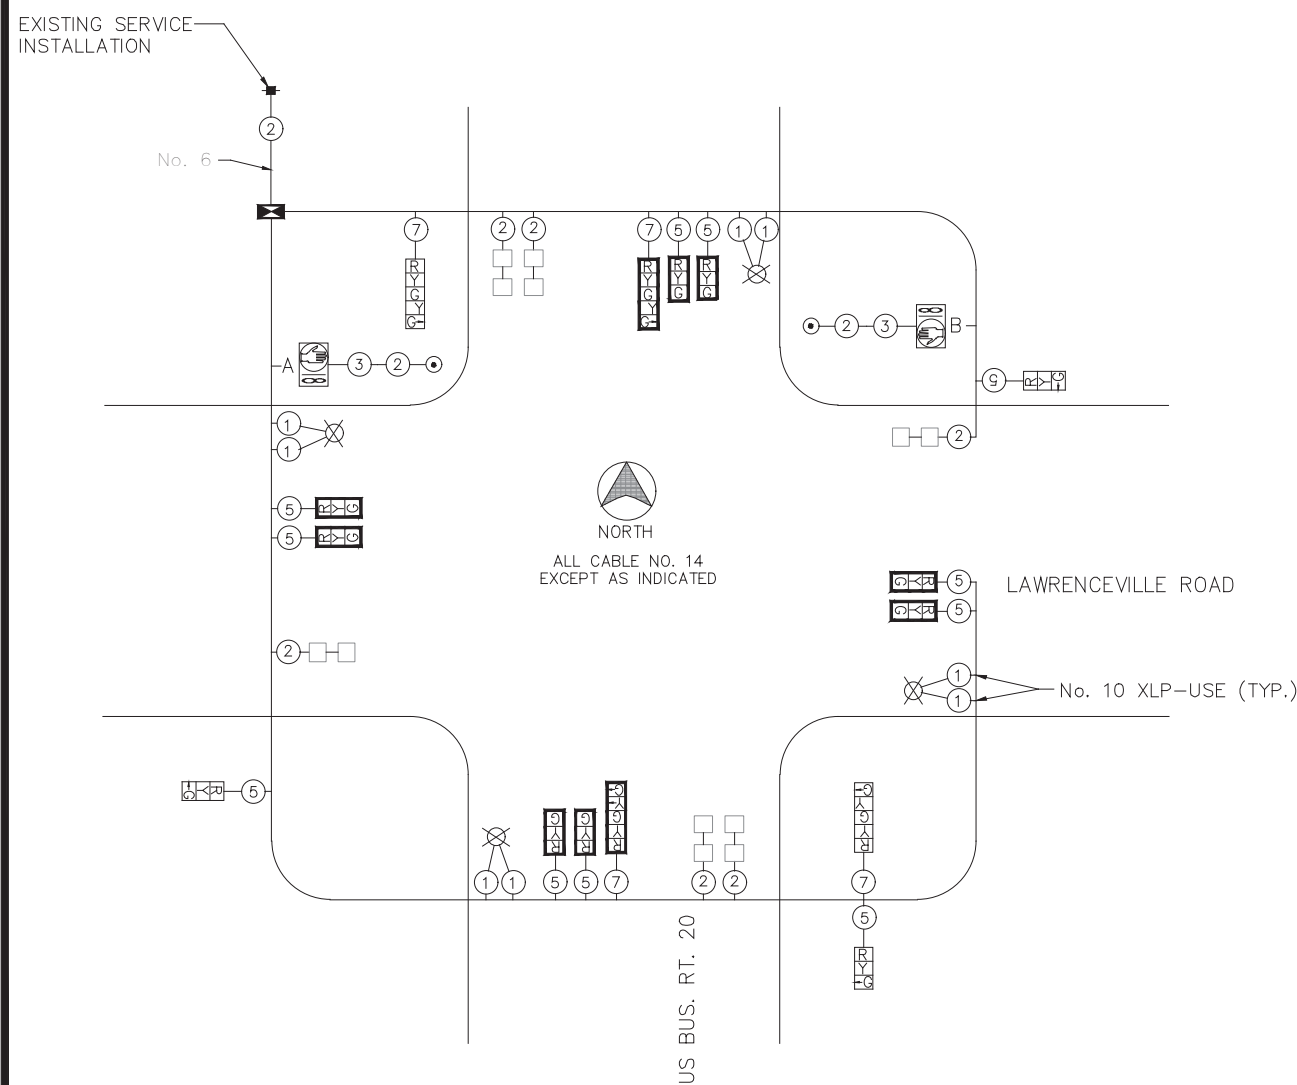 EXISTING SERVICE
INSTALLATION
2
No. 6
7
2
2
7
5
5
1
1
R
Y
G
Y
G
R
Y
G
Y
G
R
Y
G
R
Y
G
2
3
8
B
A
8
3
2
5
R Y G
1
1
2
5
R Y G
5
R Y G
NORTH
ALL CABLE NO. 14
EXCEPT AS INDICATED
G Y R
5
LAWRENCEVILLE ROAD
G Y R
5
2
1
1
No. 10 XLP-USE (TYP.)
G Y R
5
G
Y
R
G
Y
R
G
Y
G
Y
R
G
Y
G
Y
R
1
1
5
5
7
2
2
7
5
R
Y
G
US BUS. RT. 20